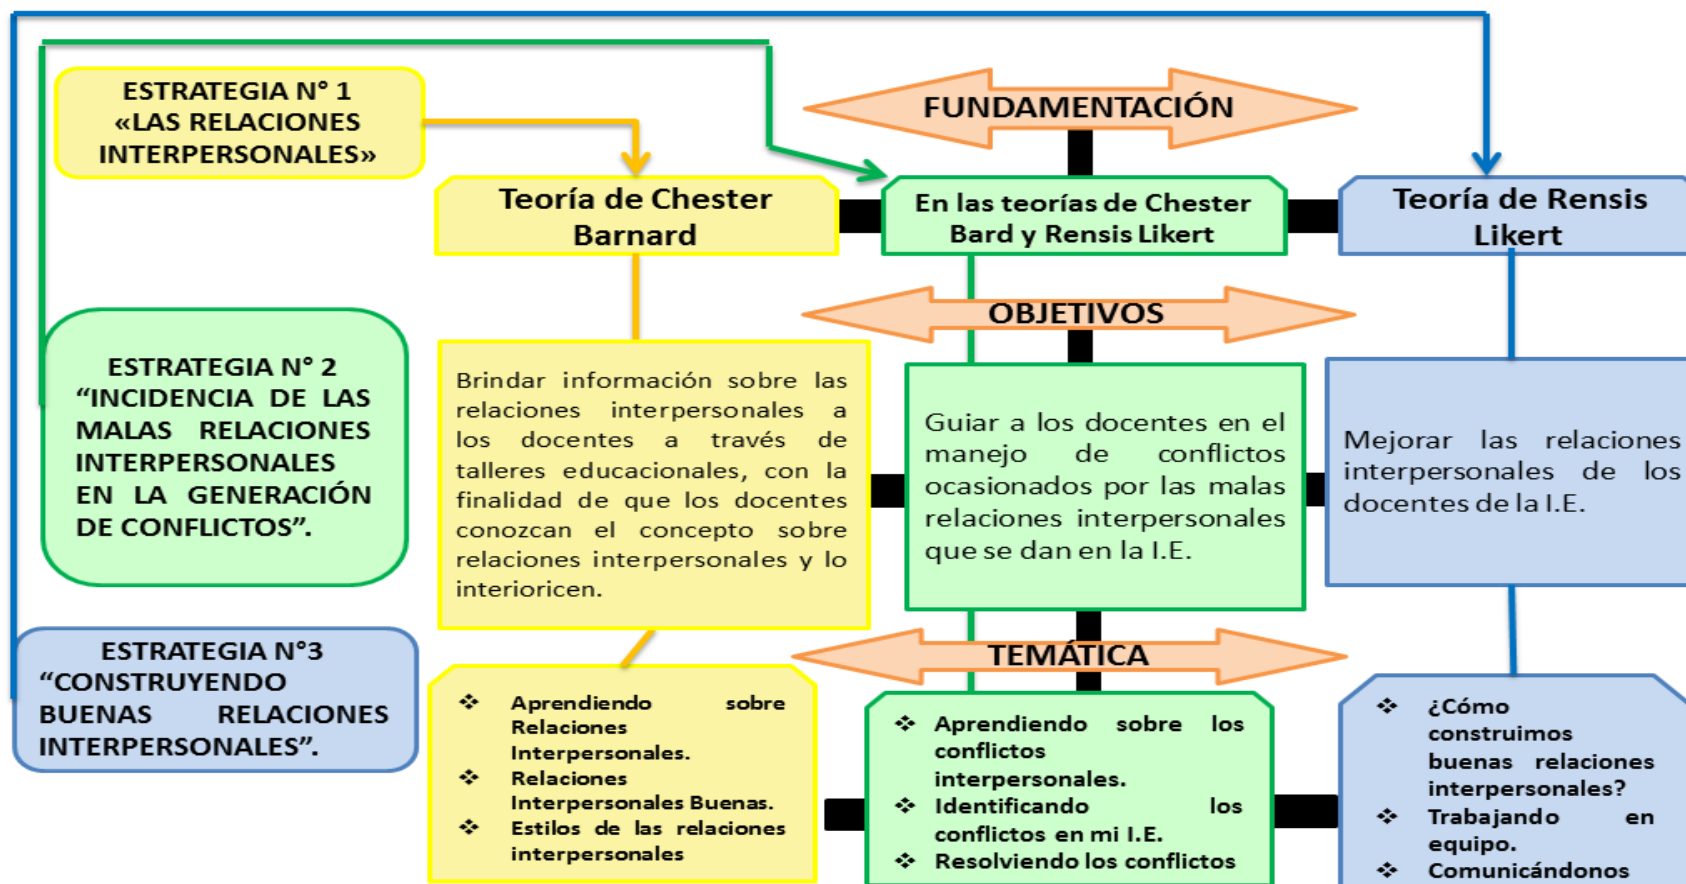 ESTRATEGIA N° 1
«LAS RELACIONES
INTERPERSONALES»
FUNDAMENTACIÓN
Teoría de Chester
Barnard
En las teorías de Chester
Bard y Rensis Likert
Teoría de Rensis
Likert
OBJETIVOS
ESTRATEGIA N° 2
“INCIDENCIA DE LAS
MALAS RELACIONES
INTERPERSONALES
EN LA GENERACIÓN
DE CONFLICTOS”.
Brindar información sobre las
relaciones interpersonales a
los docentes a través de
talleres educacionales, con la
finalidad de que los docentes
conozcan el concepto sobre
relaciones interpersonales y lo
interioricen.
Guiar a los docentes en el
manejo de conflictos
ocasionados por las malas
relaciones interpersonales
que se dan en la I.E.
Mejorar las relaciones
interpersonales de los
docentes de la I.E.
ESTRATEGIA N°3
“CONSTRUYENDO
BUENAS RELACIONES
INTERPERSONALES”.
TEMÁTICA
❖ Aprendiendo sobre
Relaciones
Interpersonales.
❖ Relaciones
Interpersonales Buenas.
❖ Estilos de las relaciones
interpersonales
❖ Aprendiendo sobre los
conflictos
interpersonales.
❖ Identificando los
conflictos en mi I.E.
❖ Resolviendo los conflictos
❖ ¿Cómo
construimos
buenas relaciones
interpersonales?
❖ Trabajando en
equipo.
❖ Comunicándonos